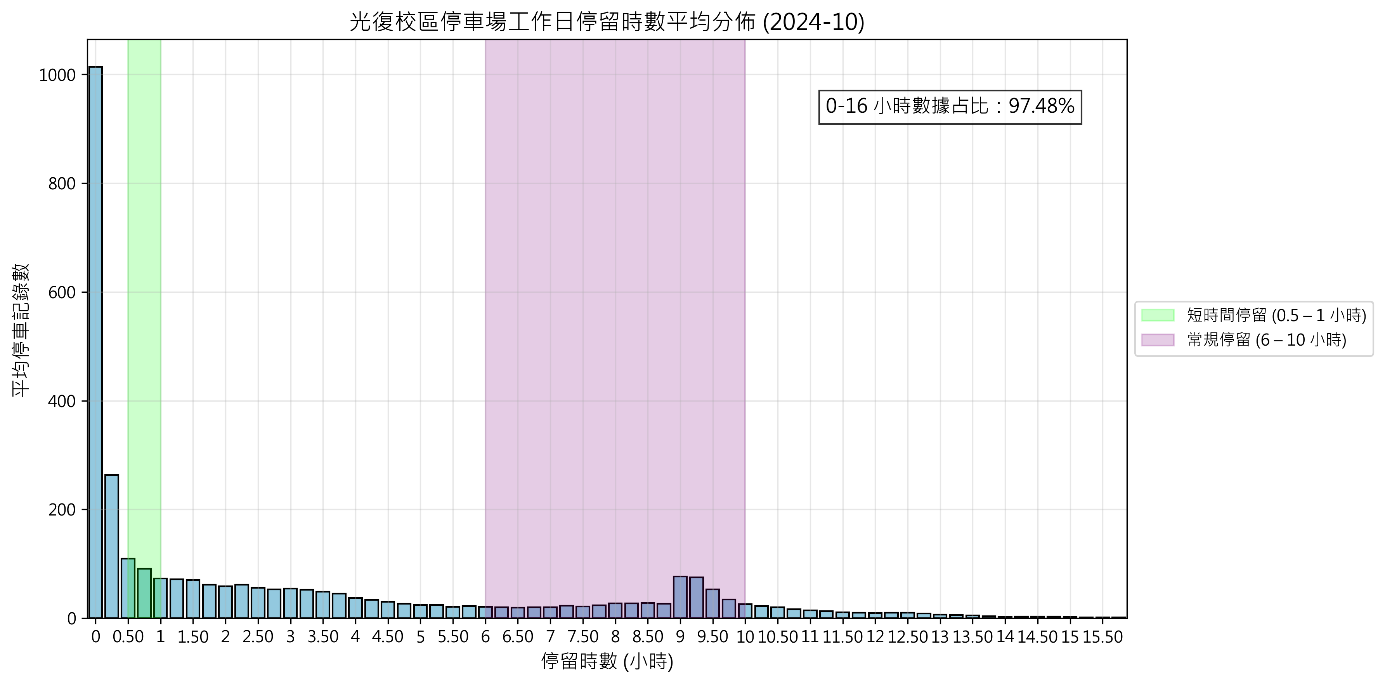 光復校區停車場工作日停留時數平均分佈 (2024-10)
0-16 小時數據占比：97.48%
平均停車記錄數
1000
800
600
400
200
0
0 0.50 1 1.50 2 2.50 3 3.50 4 4.50 5 5.50 6 6.50 7 7.50 8 8.50 9 9.50 10 10.50 11 11.50 12 12.50 13 13.50 14 14.50 15 15.50
停留時數 (小時)
短時間停留 (0.5 – 1 小時)
常規停留 (6 – 10 小時)